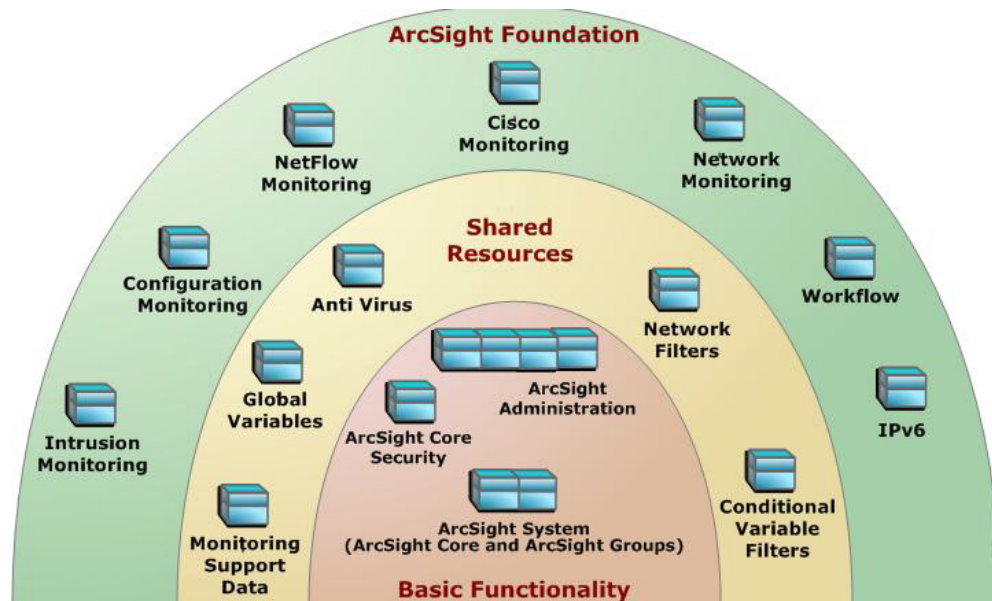 ArcSight Foundation
Cisco
Monitoring
NetFlow
Monitoring
Network
Monitoring
Configuration
Monitoring
Workflow
Intrusion
Monitoring
IPv6
Shared
Resources
Anti Virus
Network
Filters
Global
Variables
Monitoring
Support
Data
Conditional
Variable
Filters
ArcSight
Administration
ArcSight Core
Security
ArcSight System
(ArcSight Core and ArcSight Groups)
Basic Functionality